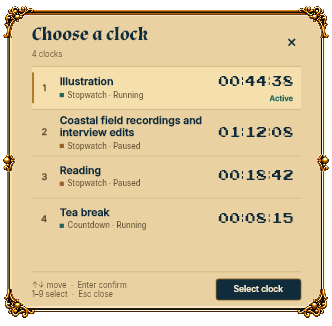 Choose a clock
×
4 clocks
1
Illustration
Stopwatch · Running
00:44:38
Active
2
Coastal field recordings and
interview edits
Stopwatch · Paused
01:12:08
3
Reading
Stopwatch · Paused
00:18:42
4
Tea break
Countdown · Running
00:08:15
↑↓ move · Enter confirm
1–9 select · Esc close
Select clock